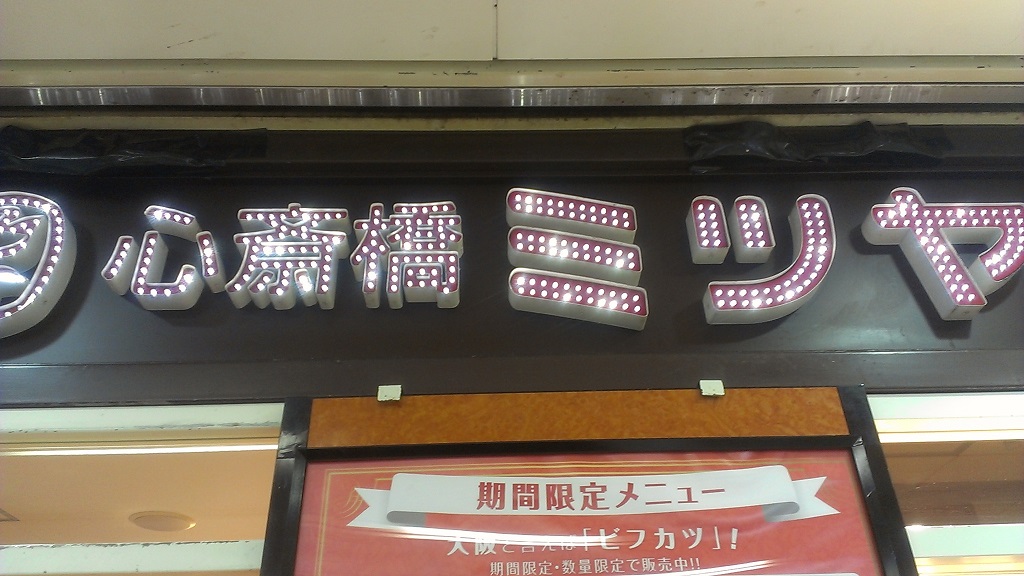 心斎橋ミツヤ
期間限定メニュー
大阪と言えば「ビフカツ」!
期間限定・数量限定で販売中!!